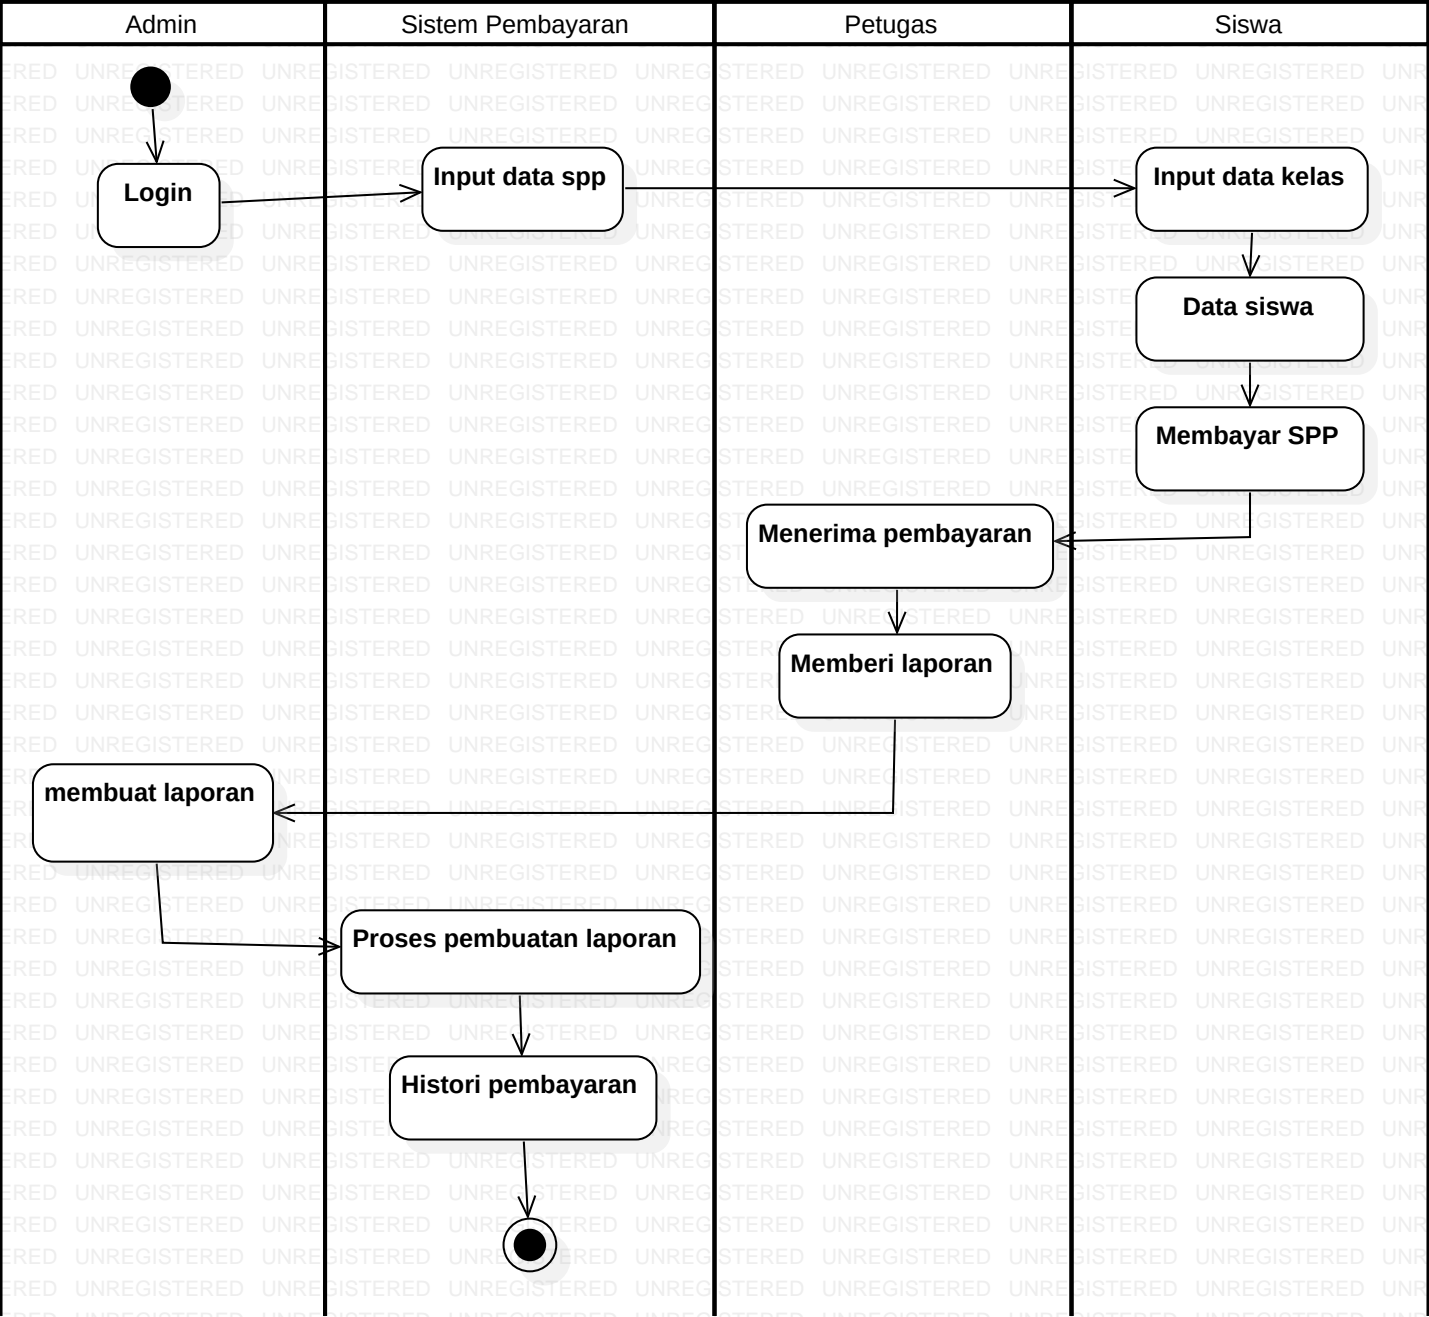 Admin
Sistem Pembayaran
Petugas
Siswa
Login
Input data spp
Input data kelas
Data siswa
Membayar SPP
Menerima pembayaran
Memberi laporan
membuat laporan
Proses pembuatan laporan
Histori pembayaran
UNREGISTERED